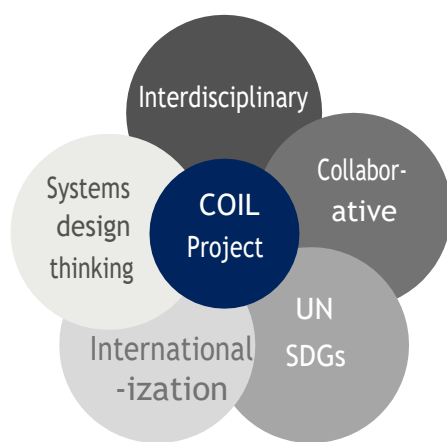 Interdisciplinary
Collabor-
ative
Systems
design
thinking
COIL
Project
UN
SDGs
International
-ization